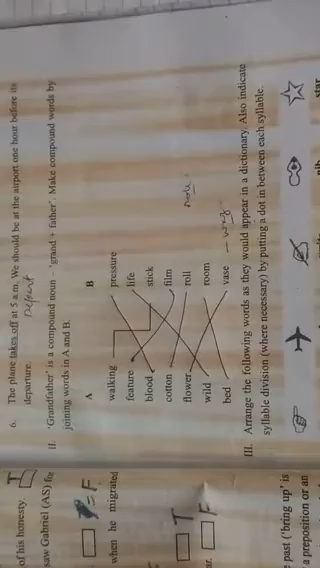 of his honesty. T
saw Gabriel (AS) for
F
when he migrated
T
ar. F
e past ('bring up' is
a preposition or an
6. The plane takes off at 5 a.m. We should be at the airport one hour before its
departure. Depart
II. 'Grandfather' is a compound noun - 'grand + father'. Make compound words by
joining words in A and B.
A B
walking pressure
feature life
blood stick
cotton film
flower roll
wild room
bed vase
III. Arrange the following words as they would appear in a dictionary. Also indicate
syllable division (where necessary) by putting a dot in between each syllable.
nib star